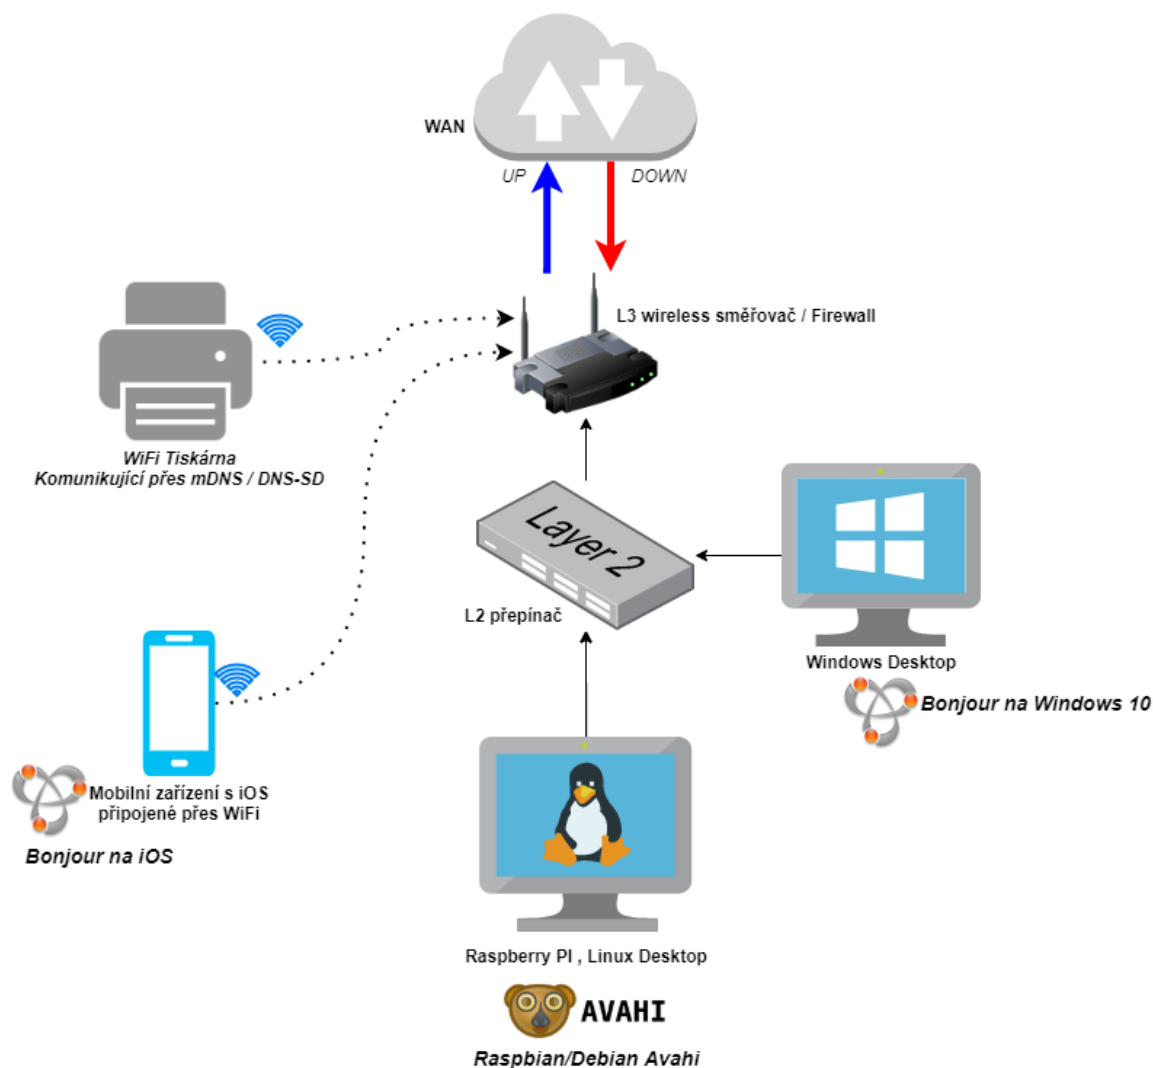 WAN
UP
DOWN
L3 wireless směřovač / Firewall
WiFi Tiskárna
Komunikující přes mDNS / DNS-SD
Layer 2
L2 přepínač
Windows Desktop
Bonjour na Windows 10
Mobilní zařízení s iOS
připojené přes WiFi
Bonjour na iOS
Raspberry PI , Linux Desktop
AVAHI
Raspbian/Debian Avahi